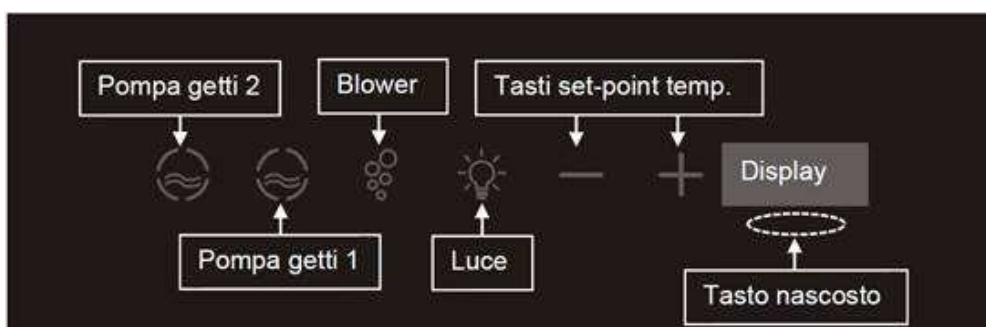 Pompa getti 2
Blower
Tasti set-point temp.
Display
Pompa getti 1
Luce
Tasto nascosto